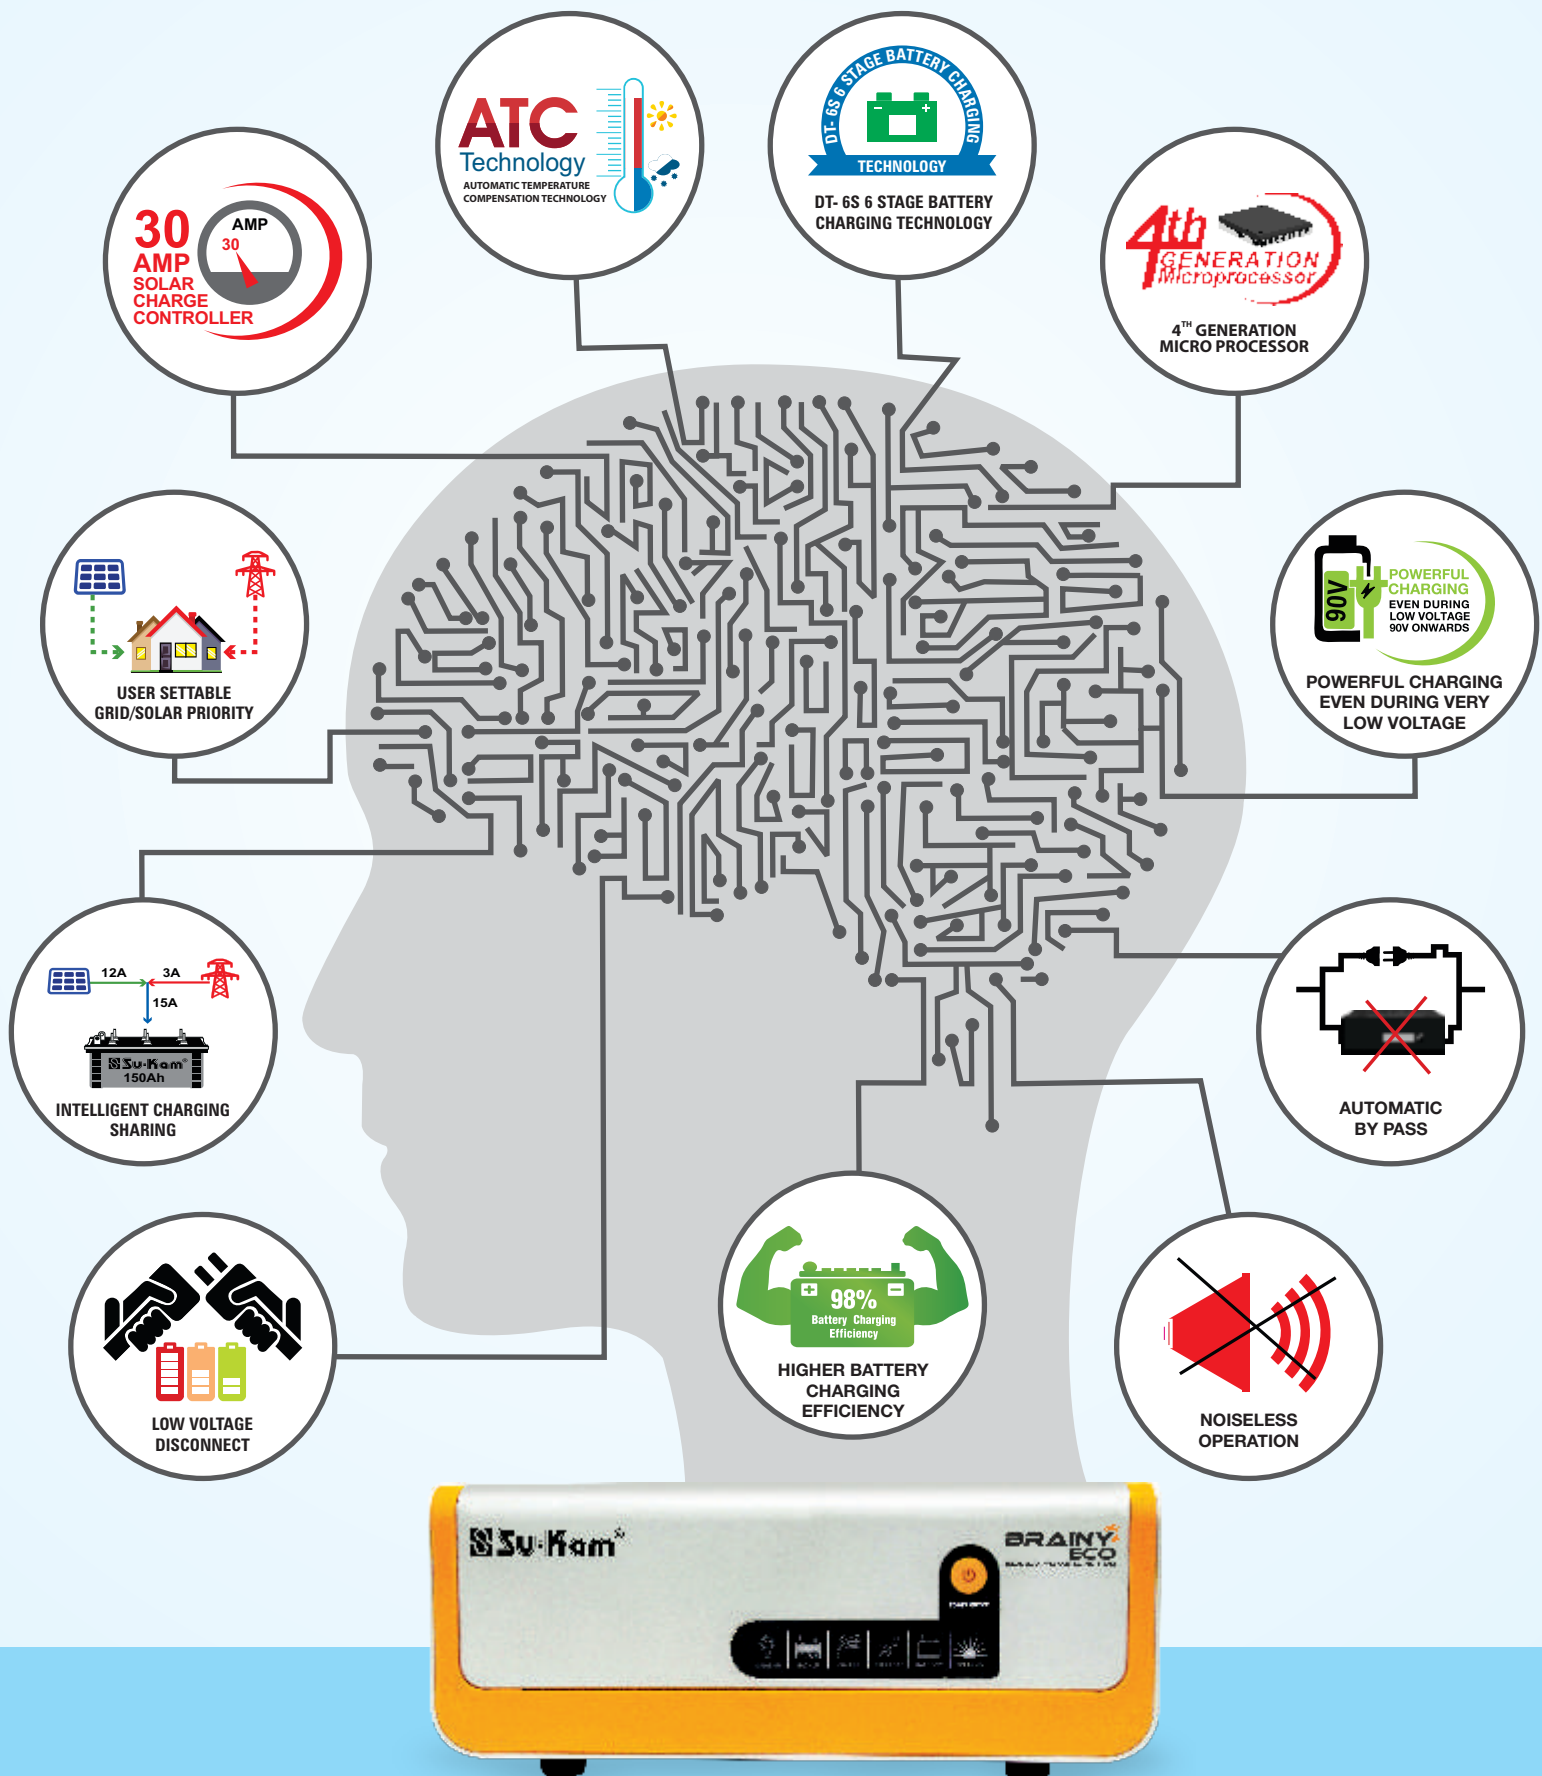 ATC
Technology
AUTOMATIC TEMPERATURE
COMPENSATION TECHNOLOGY
DT- 6S 6 STAGE BATTERY CHARGING
TECHNOLOGY
DT- 6S 6 STAGE BATTERY
CHARGING TECHNOLOGY
30
AMP
SOLAR
CHARGE
CONTROLLER
AMP
30
4th
GENERATION
Microprocessor
4TH GENERATION
MICRO PROCESSOR
USER SETTABLE
GRID/SOLAR PRIORITY
90V
POWERFUL
CHARGING
EVEN DURING
LOW VOLTAGE
90V ONWARDS
POWERFUL CHARGING
EVEN DURING VERY
LOW VOLTAGE
12A
3A
15A
Su-Kam®
150Ah
INTELLIGENT CHARGING
SHARING
AUTOMATIC
BY PASS
LOW VOLTAGE
DISCONNECT
98%
Battery Charging
Efficiency
HIGHER BATTERY
CHARGING
EFFICIENCY
NOISELESS
OPERATION
Su-Kam®
BRAINY
ECO